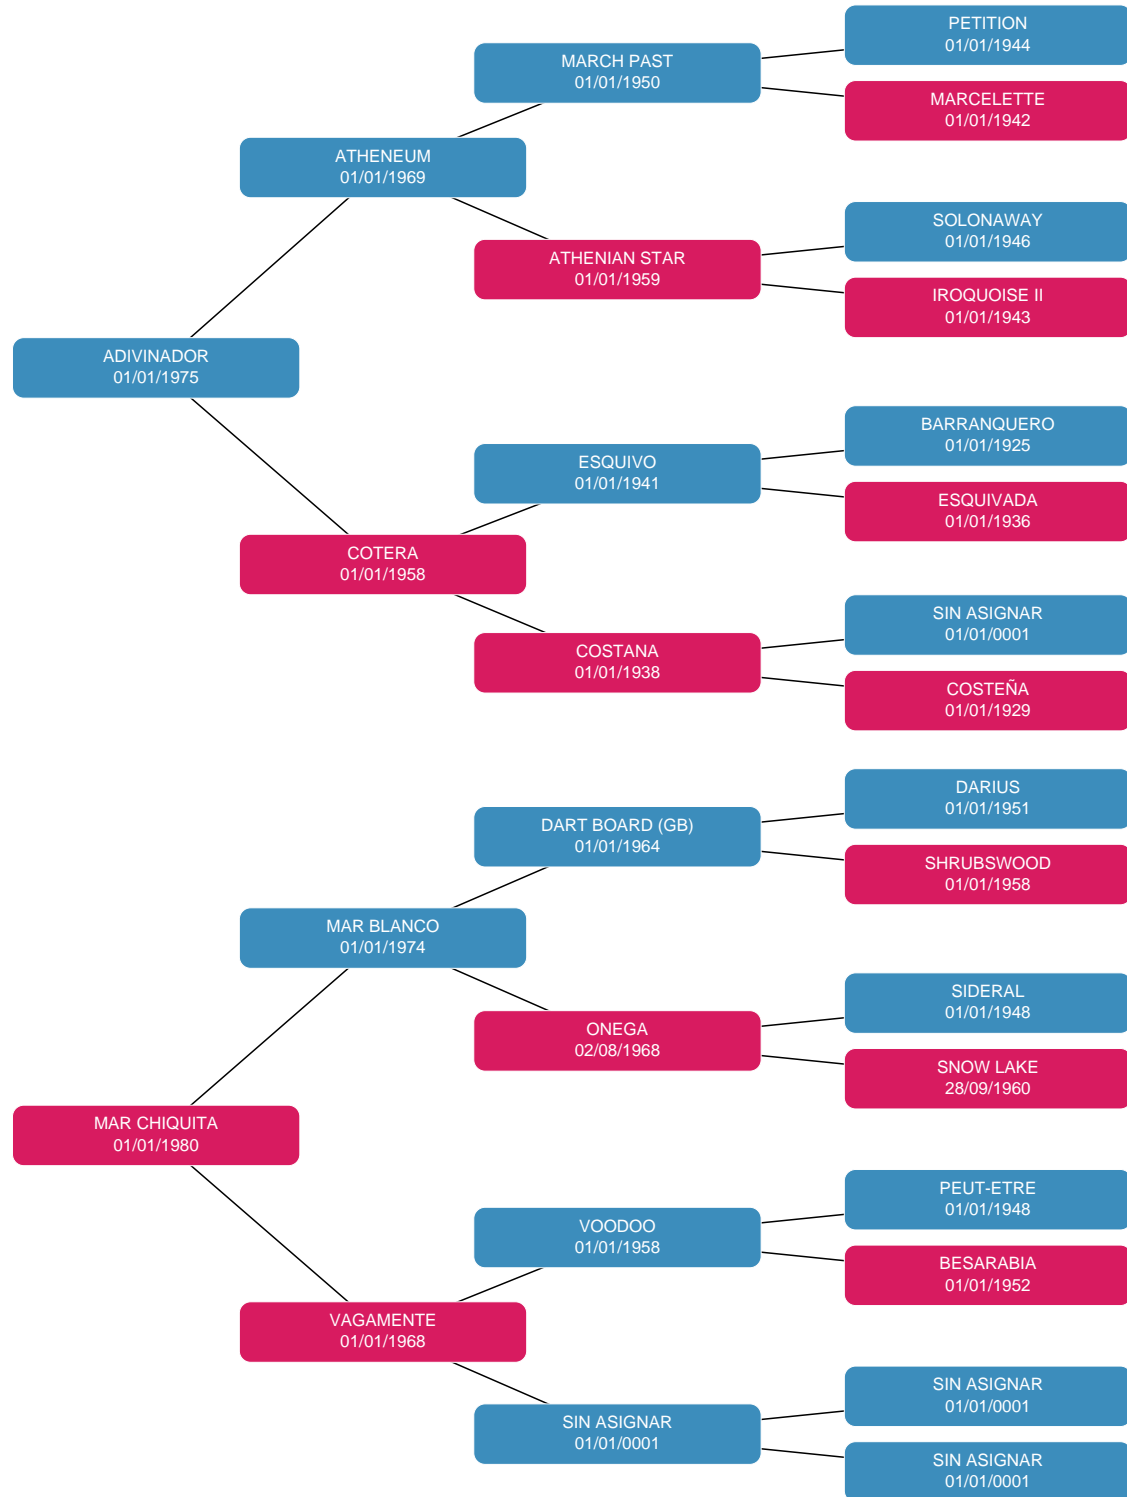 PETITION
01/01/1944
MARCH PAST
01/01/1950
MARCELETTE
01/01/1942
ATHENEUM
01/01/1969
SOLONAWAY
01/01/1946
ATHENIAN STAR
01/01/1959
IROQUOISE II
01/01/1943
ADIVINADOR
01/01/1975
BARRANQUERO
01/01/1925
ESQUIVO
01/01/1941
ESQUIVADA
01/01/1936
COTERA
01/01/1958
SIN ASIGNAR
01/01/0001
COSTANA
01/01/1938
COSTEÑA
01/01/1929
DARIUS
01/01/1951
DART BOARD (GB)
01/01/1964
SHRUBSWOOD
01/01/1958
MAR BLANCO
01/01/1974
SIDERAL
01/01/1948
ONEGA
02/08/1968
SNOW LAKE
28/09/1960
MAR CHIQUITA
01/01/1980
PEUT-ETRE
01/01/1948
VOODOO
01/01/1958
BESARABIA
01/01/1952
VAGAMENTE
01/01/1968
SIN ASIGNAR
01/01/0001
SIN ASIGNAR
01/01/0001
SIN ASIGNAR
01/01/0001